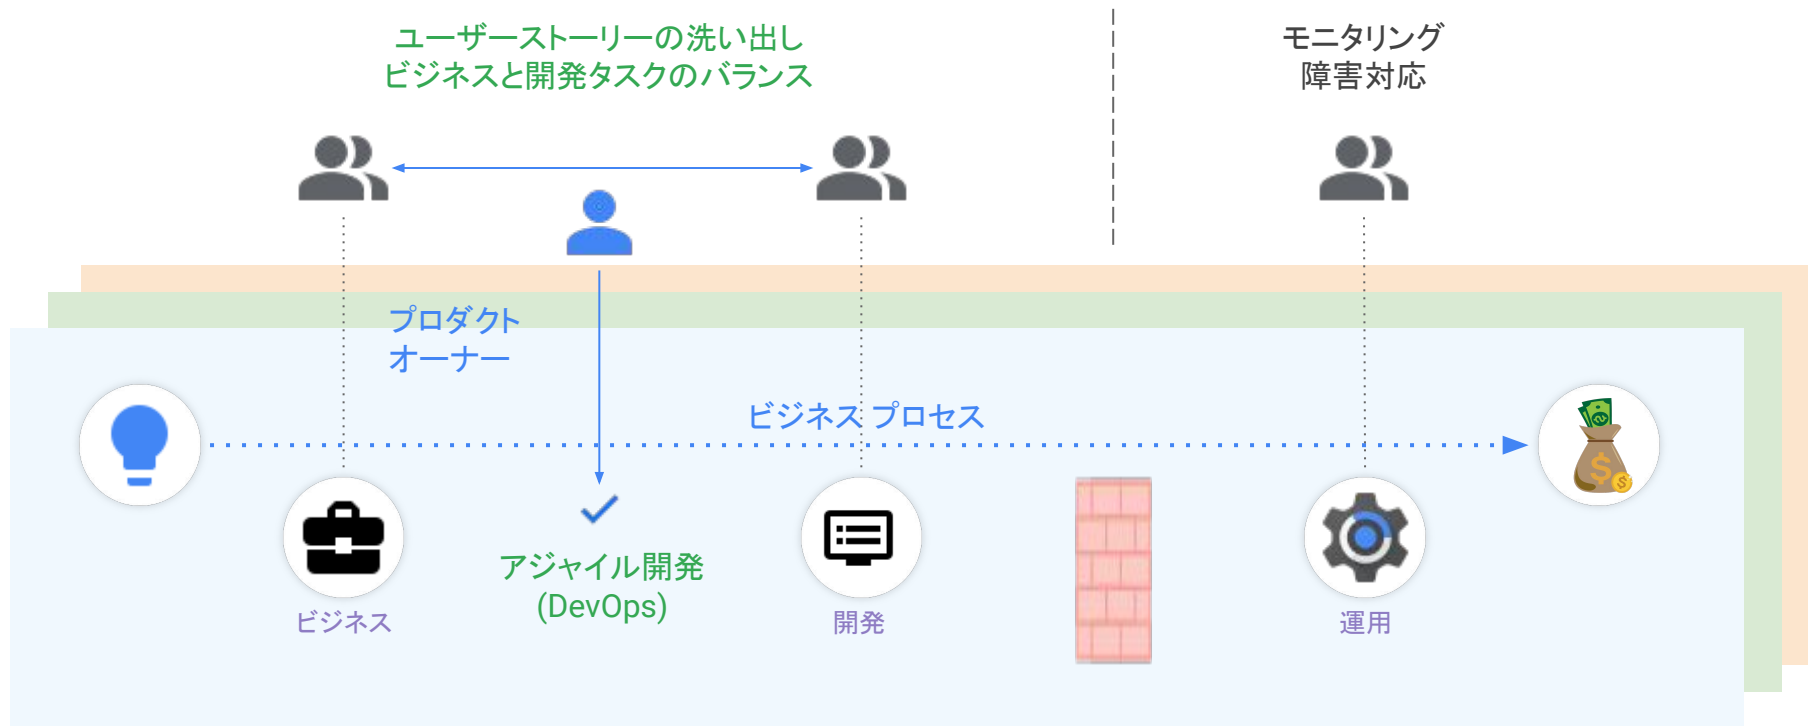 ユーザーストーリーの洗い出し
ビジネスと開発タスクのバランス
モニタリング
障害対応
プロダクト
オーナー
ビジネス プロセス
アジャイル開発
(DevOps)
ビジネス
開発
運用